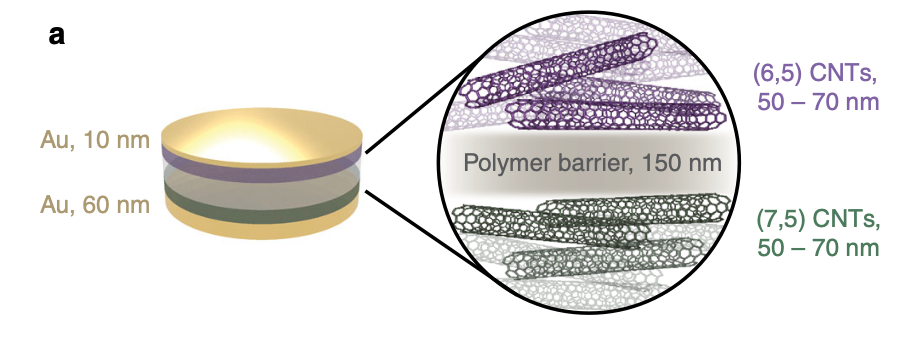 a
Au, 10 nm
Au, 60 nm
Polymer barrier, 150 nm
(6,5) CNTs,
50 – 70 nm
(7,5) CNTs,
50 – 70 nm